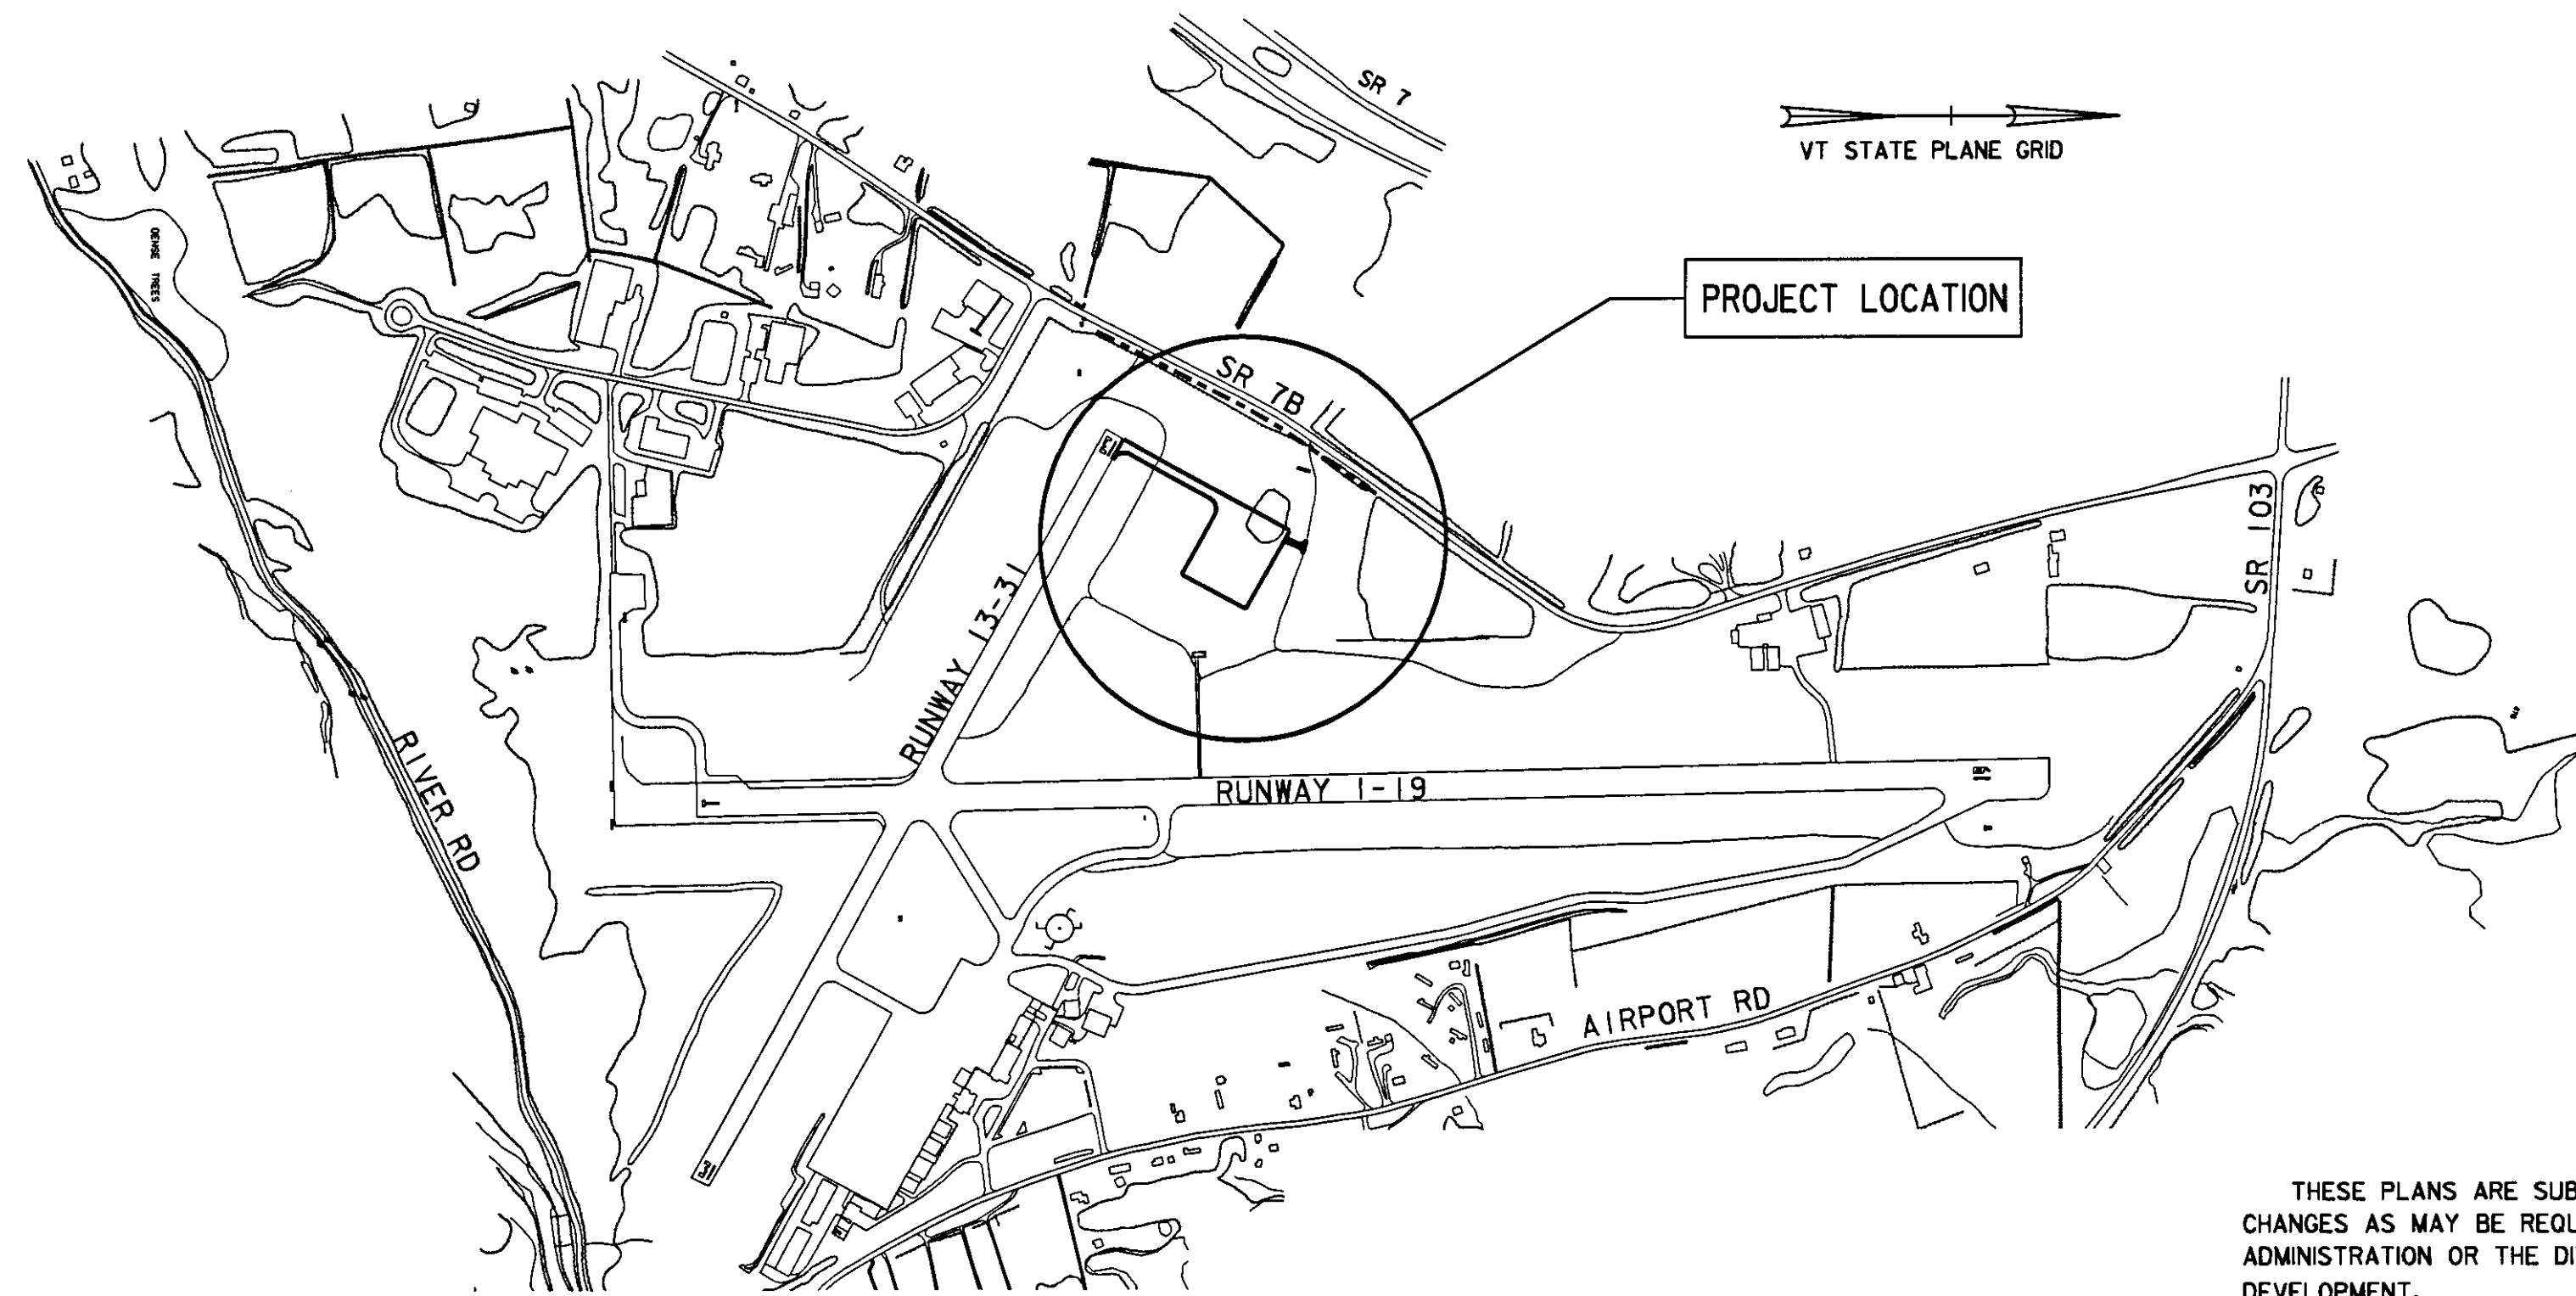 SR 7
VT STATE PLANE GRID
PROJECT LOCATION
DENSE TREES
SR 7B
13
SR 103
RUNWAY 13-31
RIVER RD
RUNWAY 1-19
19
1
AIRPORT RD
31
THESE PLANS ARE SUB
CHANGES AS MAY BE REQU
ADMINISTRATION OR THE DI
DEVELOPMENT.